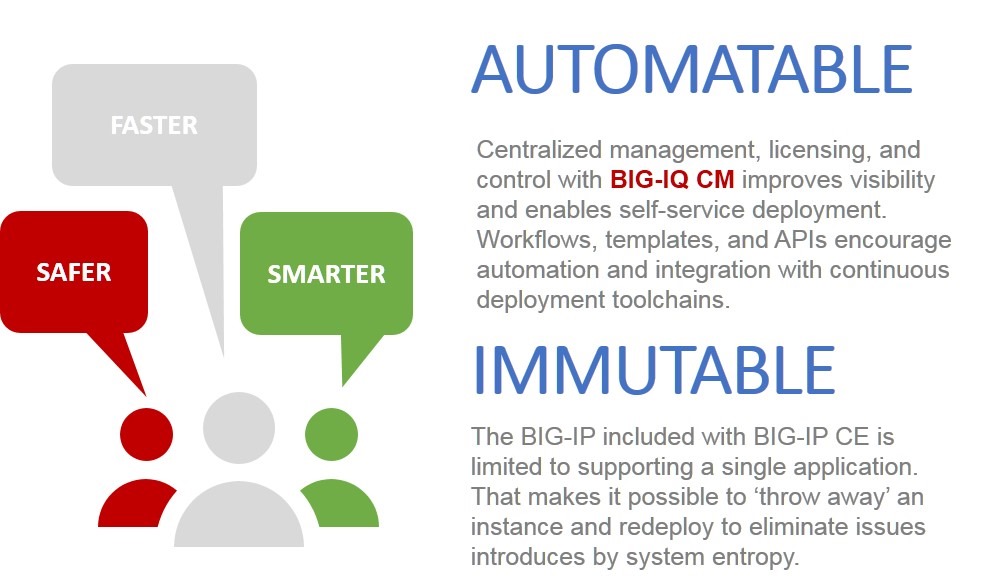 FASTER
SAFER
SMARTER
AUTOMATABLE
Centralized management, licensing, and
control with BIG-IQ CM improves visibility
and enables self-service deployment.
Workflows, templates, and APIs encourage
automation and integration with continuous
deployment toolchains.
IMMUTABLE
The BIG-IP included with BIG-IP CE is
limited to supporting a single application.
That makes it possible to ‘throw away’ an
instance and redeploy to eliminate issues
introduces by system entropy.